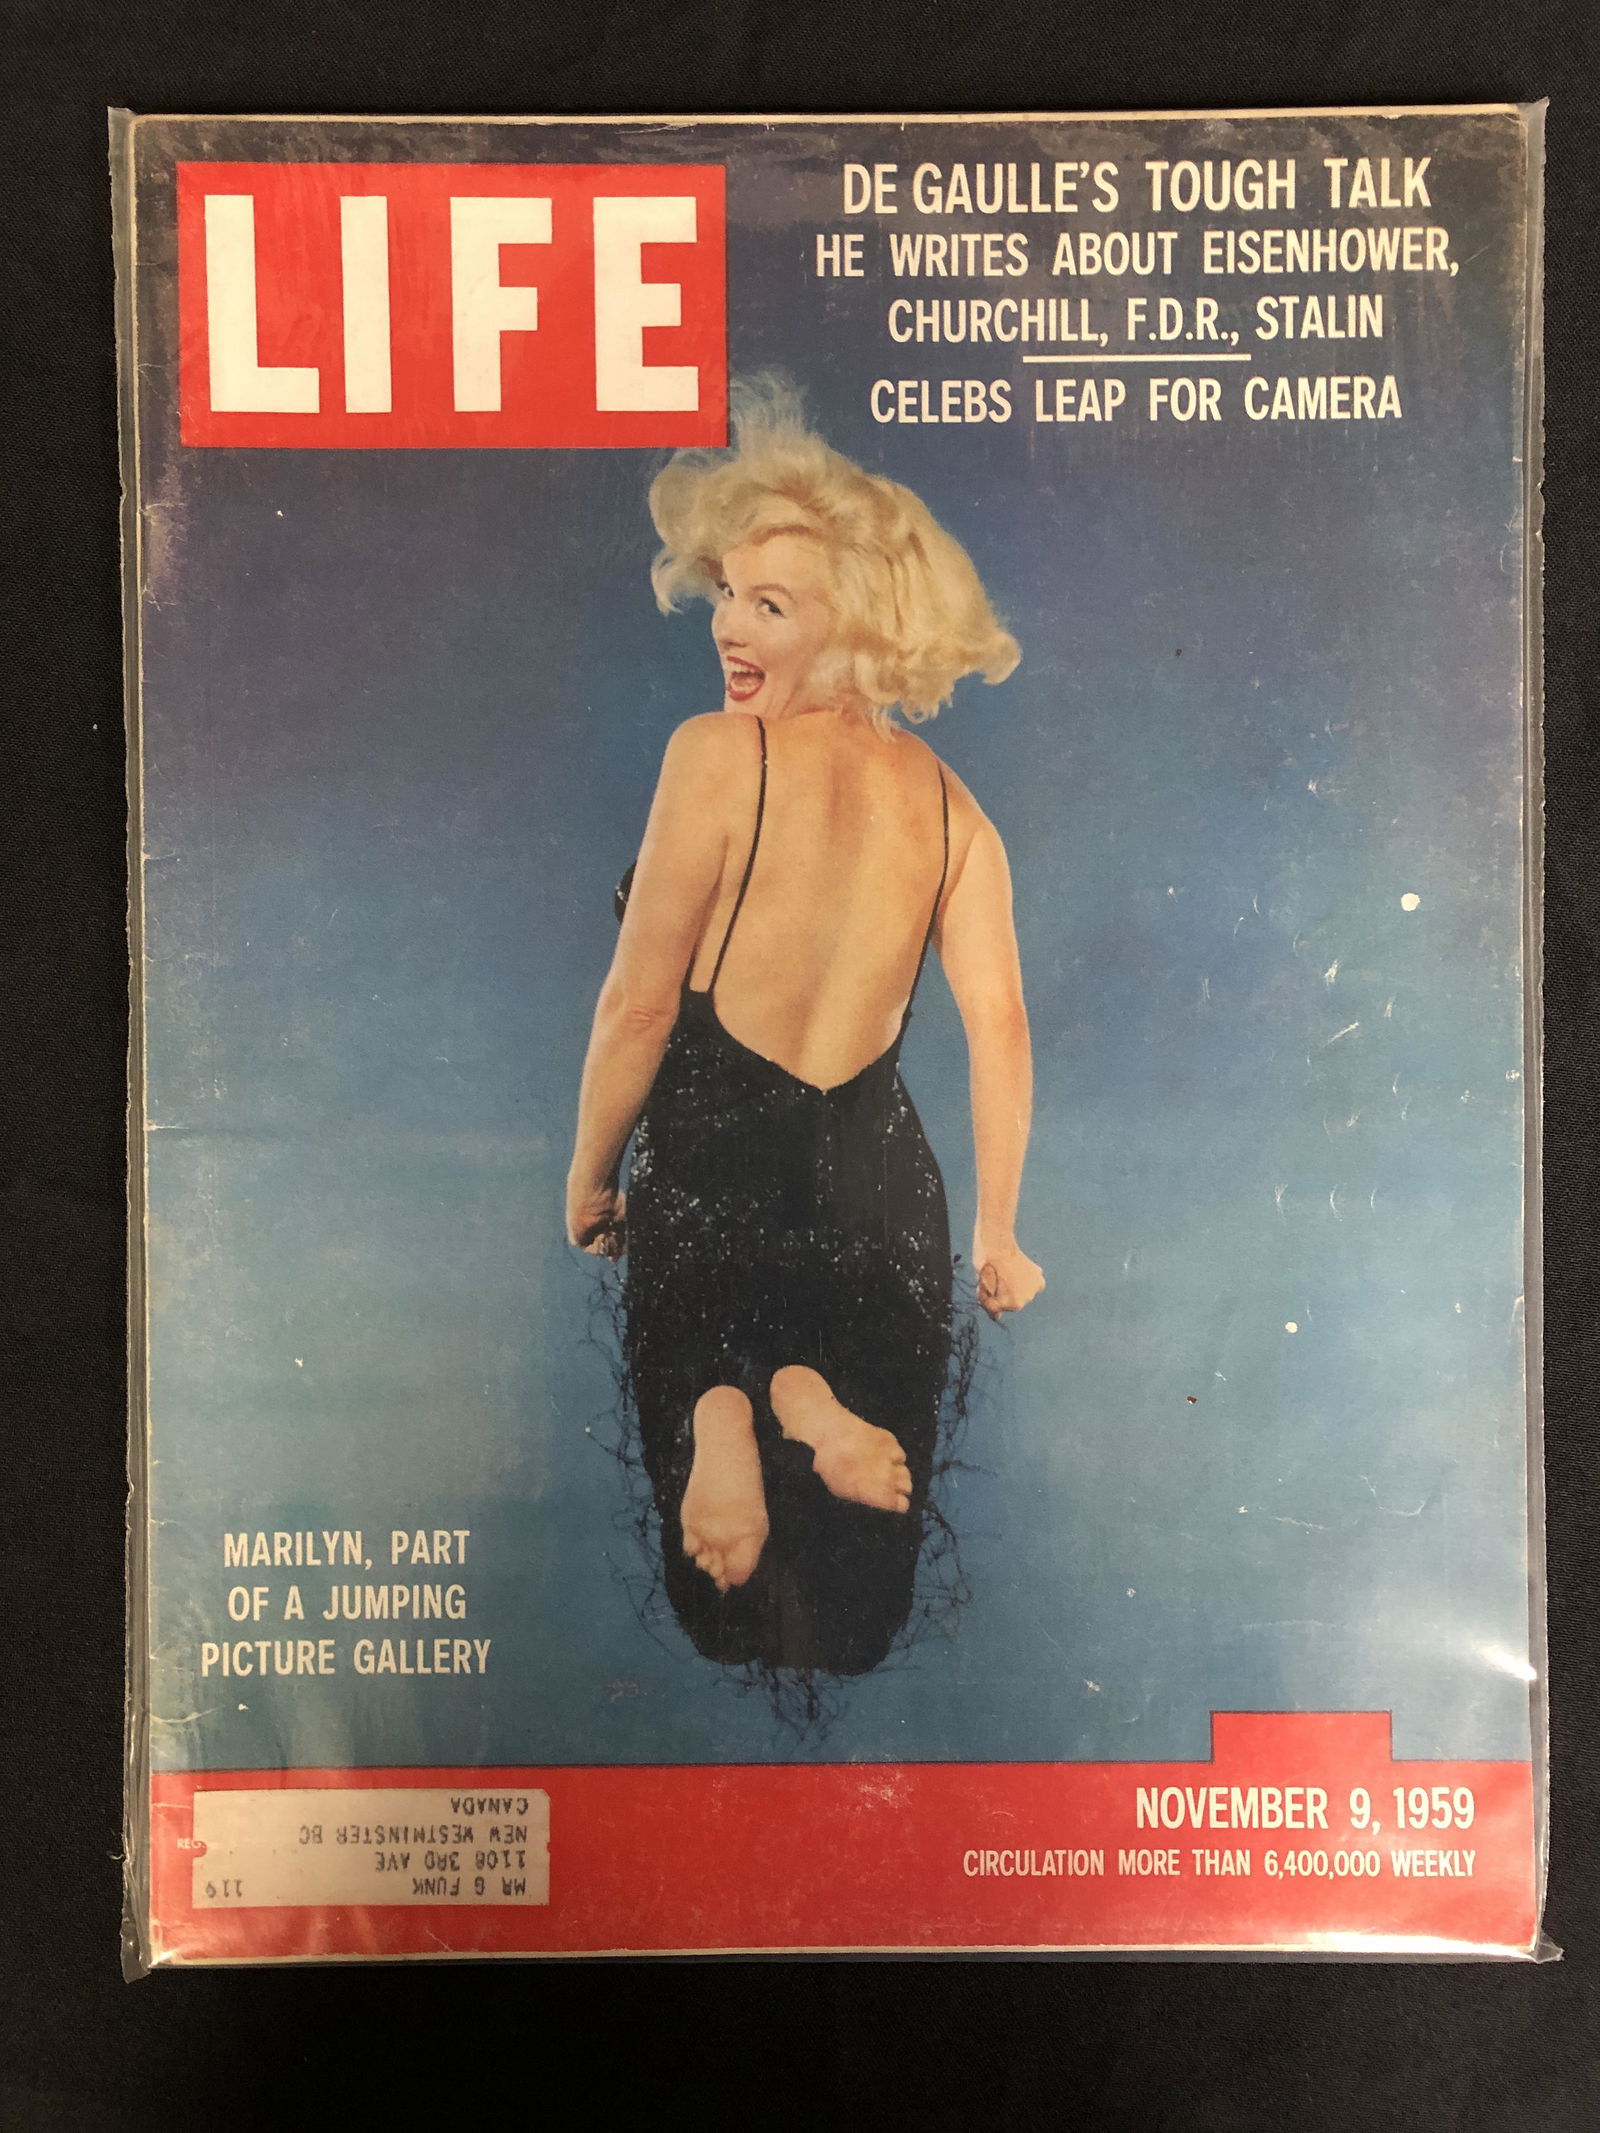 LIFE
DE GAULLE'S TOUGH TALK
HE WRITES ABOUT EISENHOWER,
CHURCHILL, F.D.R., STALIN
CELEBS LEAP FOR CAMERA
MARILYN, PART
OF A JUMPING
PICTURE GALLERY
NOVEMBER 9, 1959
CIRCULATION MORE THAN 6,400,000 WEEKLY
REG.
MR G FUNK 119
1108 3RD AVE
NEW WESTMINSTER BC
CANADA